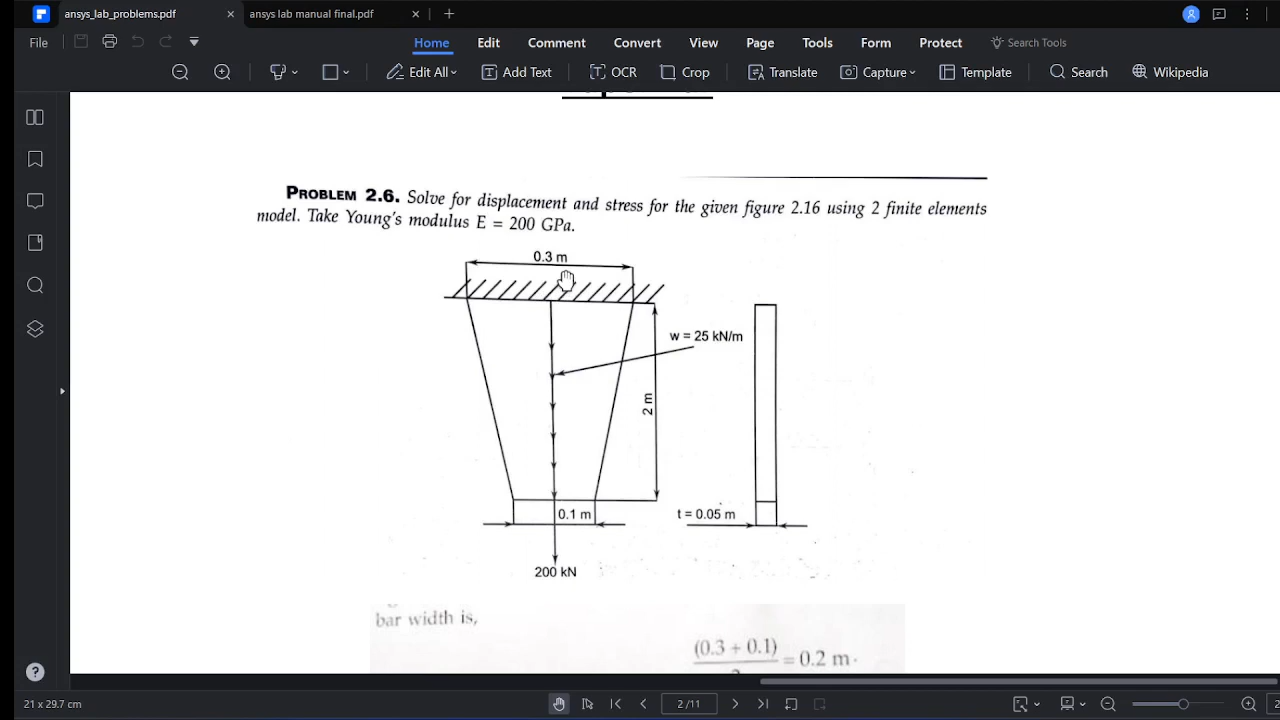 ansys_lab_problems.pdf
ansys lab manual final.pdf
File
Home
Edit
Comment
Convert
View
Page
Tools
Form
Protect
Search Tools
Edit All
Add Text
OCR
Crop
Translate
Capture
Template
Search
Wikipedia
PROBLEM 2.6. Solve for displacement and stress for the given figure 2.16 using 2 finite elements
model. Take Young's modulus E = 200 GPa.
0.3 m
w = 25 kN/m
2 m
0.1 m
t = 0.05 m
200 kN
bar width is,
(0.3 + 0.1)
= 0.2 m.
21 x 29.7 cm
2 /11